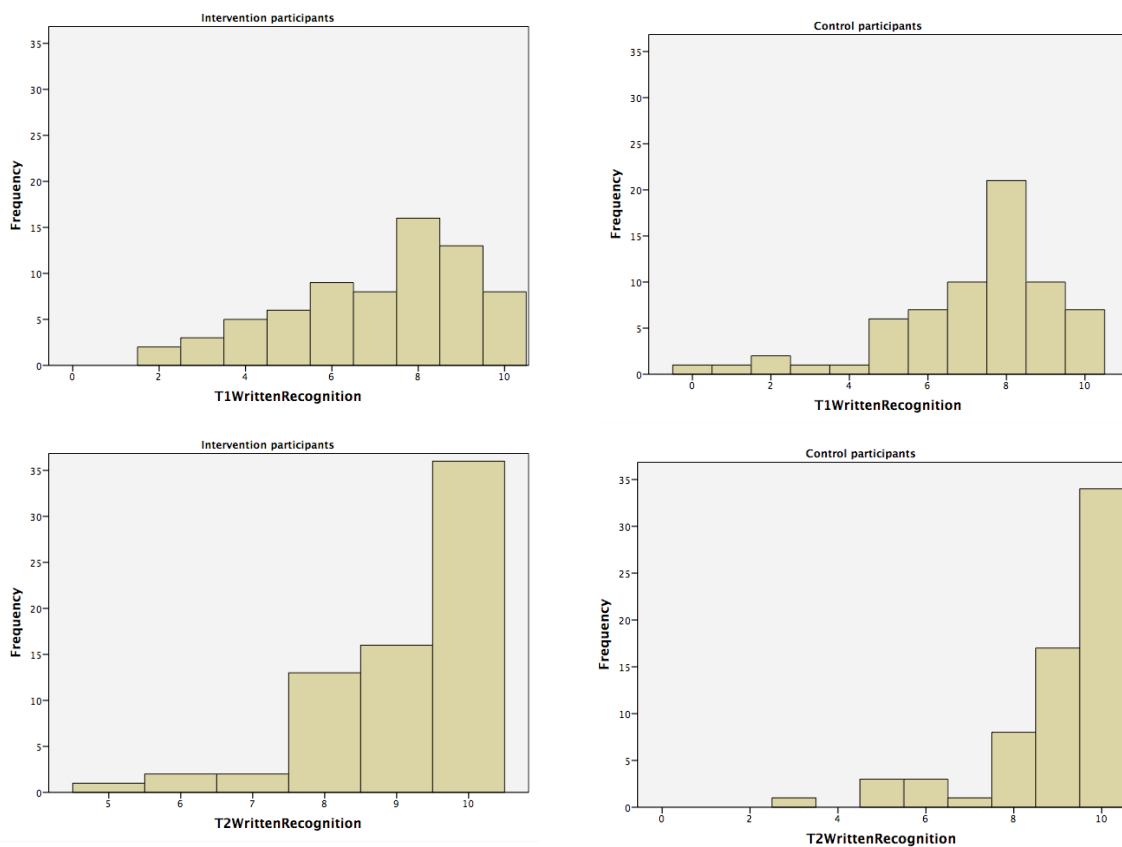 Intervention participants
35
30
25
20
15
10
5
0
Frequency
0 2 4 6 8 10
T1WrittenRecognition
Control participants
35
30
25
20
15
10
5
0
Frequency
0 2 4 6 8 10
T1WrittenRecognition
Intervention participants
35
30
25
20
15
10
5
0
Frequency
5 6 7 8 9 10
T2WrittenRecognition
Control participants
35
30
25
20
15
10
5
0
Frequency
0 2 4 6 8 10
T2WrittenRecognition